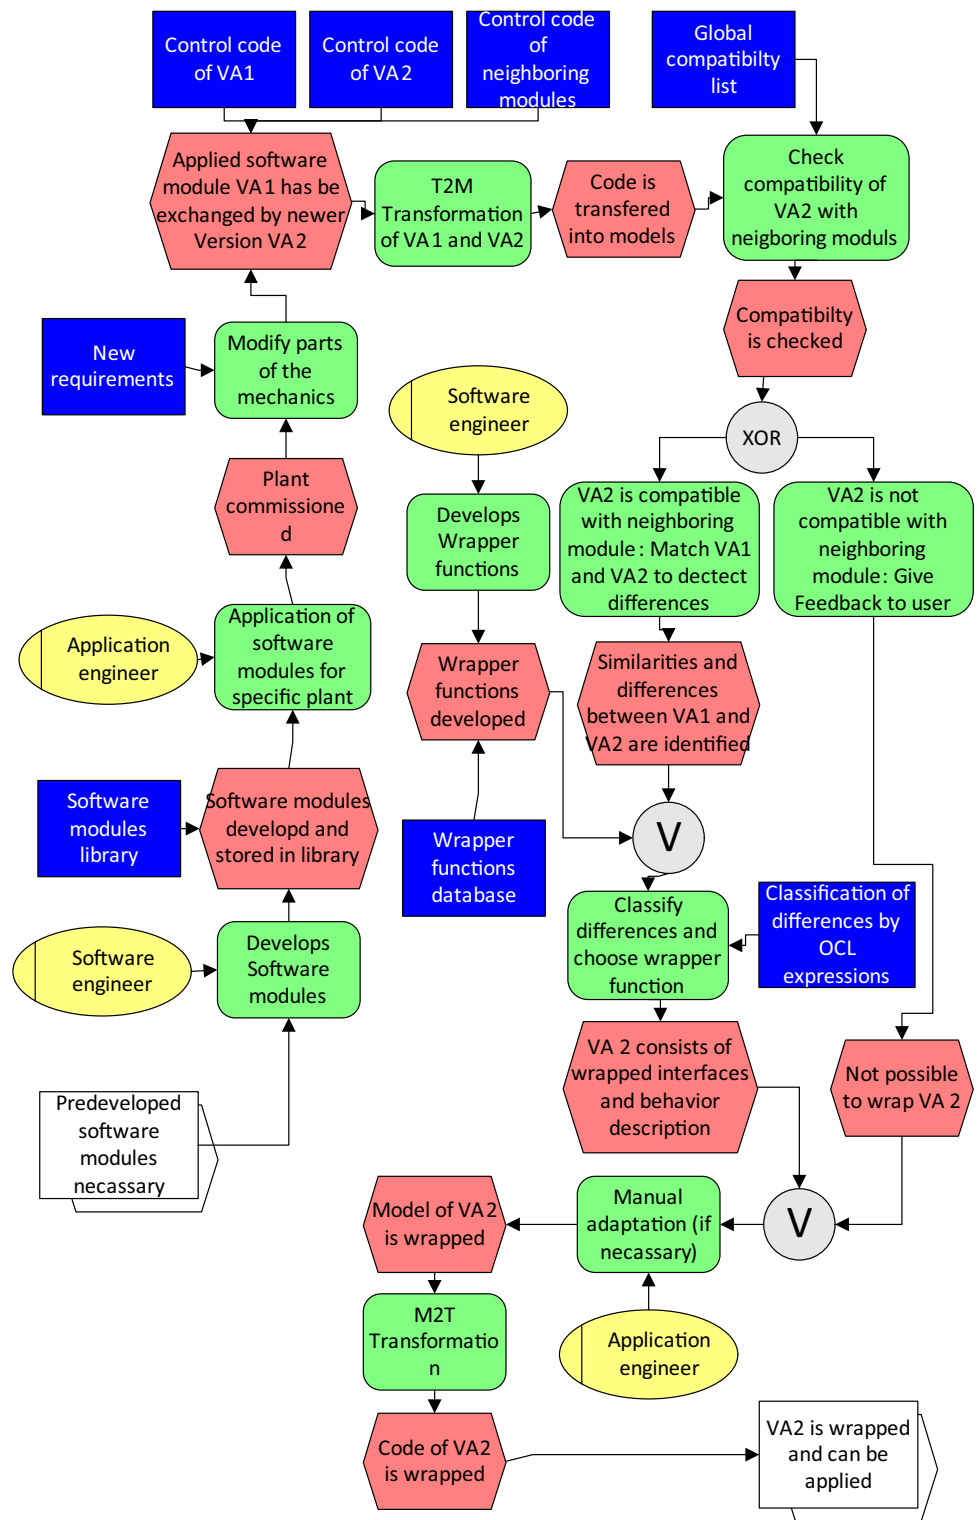 Control code
of VA1
Control code
of VA2
Control code
of
neighboring
modules
Global
compatibilty
list
Applied software
module VA1 has be
exchanged by newer
Version VA2
T2M
Transformation
of VA1 and VA2
Code is
transfered
into models
Check
compatibility of
VA2 with
neigboring moduls
Compatibilty
is checked
New
requirements
Modify parts
of the
mechanics
Software
engineer
XOR
Plant
commissione
d
Develops
Wrapper
functions
VA2 is compatible
with neighboring
module: Match VA1
and VA2 to dectect
differences
VA2 is not
compatible with
neighboring
module: Give
Feedback to user
Application
engineer
Application of
software
modules for
specific plant
Wrapper
functions
developed
Similarities and
differences
between VA1 and
VA2 are identified
Software
modules
library
Software modules
developd and
stored in library
Wrapper
functions
database
V
Classify
differences and
choose wrapper
function
Classification of
differences by
OCL
expressions
Software
engineer
Develops
Software
modules
VA 2 consists of
wrapped interfaces
and behavior
description
Not possible
to wrap VA 2
Predeveloped
software
modules
necassary
Model of VA2
is wrapped
Manual
adaptation (if
necassary)
V
M2T
Transformatio
n
Application
engineer
Code of VA2
is wrapped
VA2 is wrapped
and can be
applied